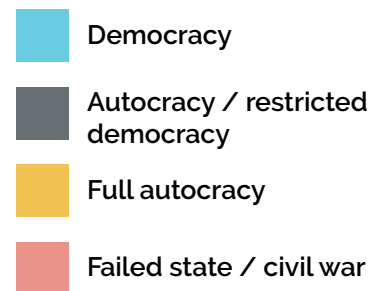 Democracy
Autocracy / restricted
democracy
Full autocracy
Failed state / civil war